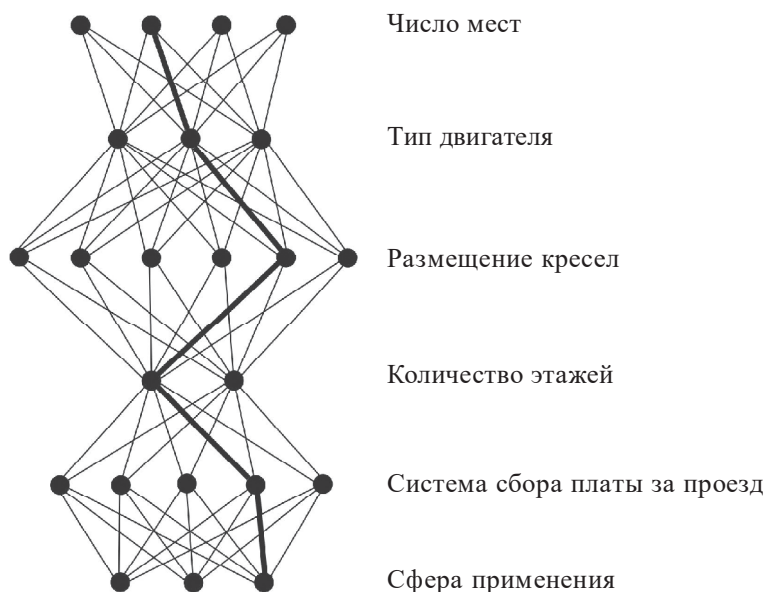 Число мест
Тип двигателя
Размещение кресел
Количество этажей
Система сбора платы за проезд
Сфера применения